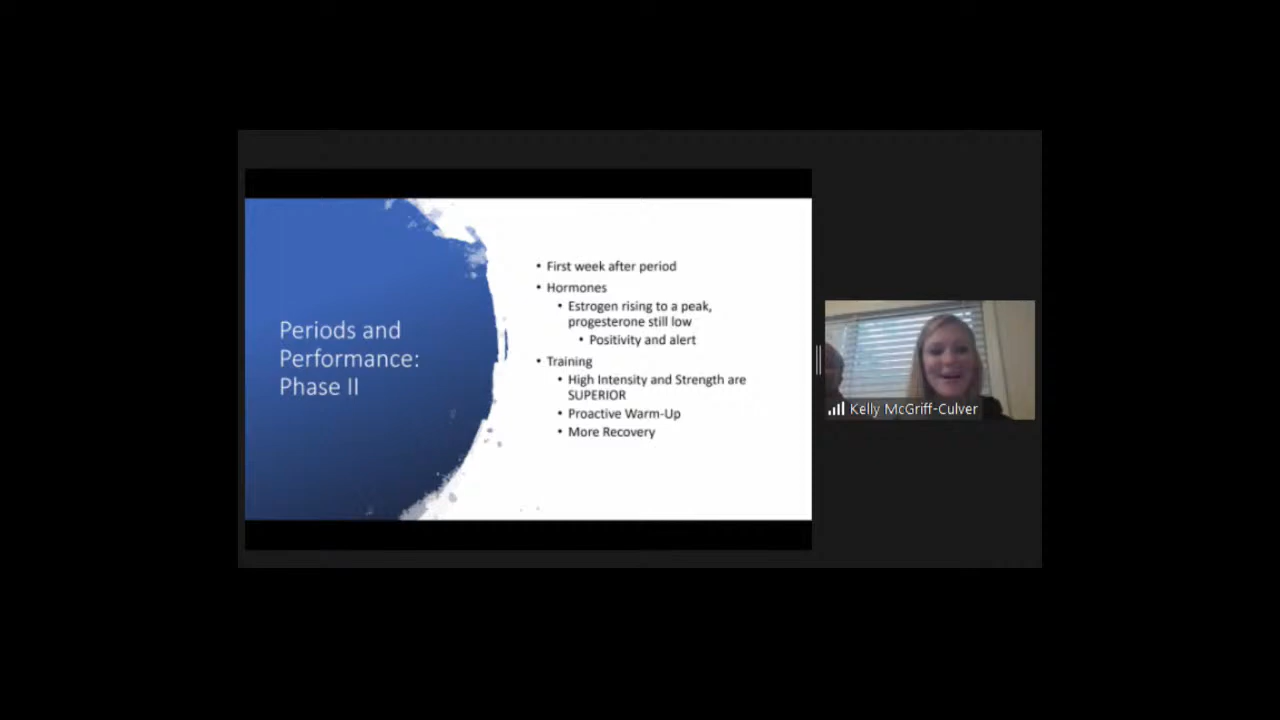 Periods and
Performance:
Phase II
• First week after period
• Hormones
• Estrogen rising to a peak,
progesterone still low
• Positivity and alert
• Training
• High Intensity and Strength are
SUPERIOR
• Proactive Warm-Up
• More Recovery
Kelly McGriff-Culver